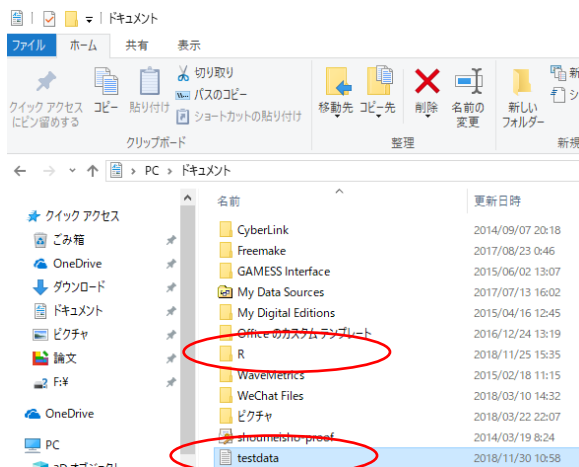 ドキュメント
ファイル ホーム 共有 表示
クイック アクセス
にピン留めする
コピー
貼り付け
切り取り
パスのコピー
ショートカットの貼り付け
クリップボード
移動先 コピー先 削除 名前の
変更
整理
新しい
フォルダー
新規
PC › ドキュメント
名前 更新日時
クイック アクセス
ごみ箱
OneDrive
ダウンロード
ドキュメント
ピクチャ
論文
F:¥
OneDrive
PC
3D オブジェクト
CyberLink 2014/09/07 20:18
Freemake 2017/08/23 0:46
GAMESS Interface 2015/06/02 13:07
My Data Sources 2017/07/13 16:02
My Digital Editions 2015/04/16 12:45
Office のカスタム テンプレート 2016/12/24 13:19
R 2018/11/25 15:35
WaveMetrics 2015/02/18 11:15
WeChat Files 2018/03/10 14:32
ピクチャ 2018/03/22 22:07
shoumeisho-proof 2014/03/19 8:24
testdata 2018/11/30 10:58